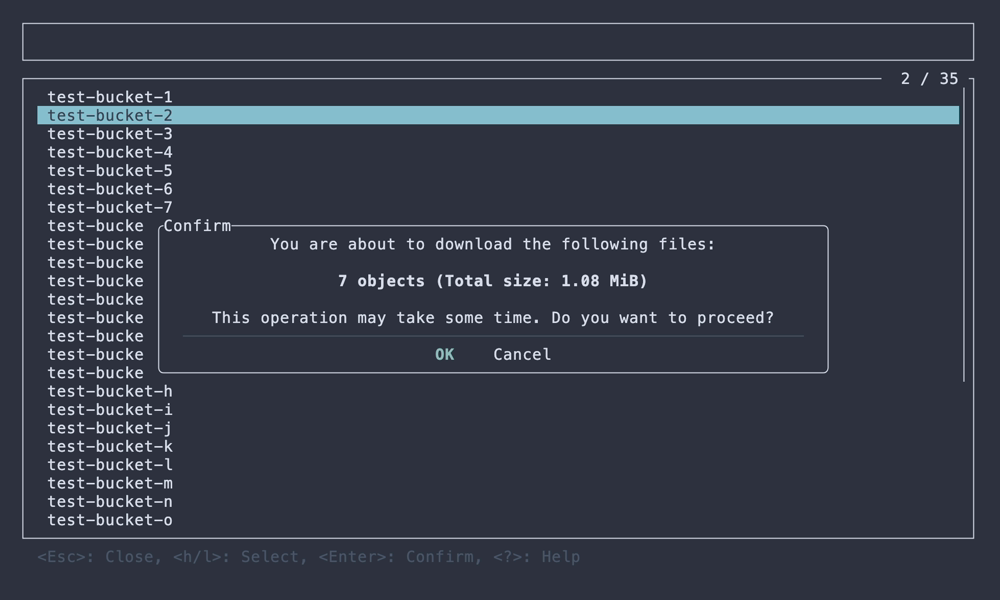 2 / 35
test-bucket-1
test-bucket-2
test-bucket-3
test-bucket-4
test-bucket-5
test-bucket-6
test-bucket-7
test-bucke
Confirm
test-bucke
You are about to download the following files:
test-bucke
test-bucke
7 objects (Total size: 1.08 MiB)
test-bucke
test-bucke
This operation may take some time. Do you want to proceed?
test-bucke
test-bucke
OK Cancel
test-bucke
test-bucket-h
test-bucket-i
test-bucket-j
test-bucket-k
test-bucket-l
test-bucket-m
test-bucket-n
test-bucket-o
<Esc>: Close, <h/l>: Select, <Enter>: Confirm, <?>: Help